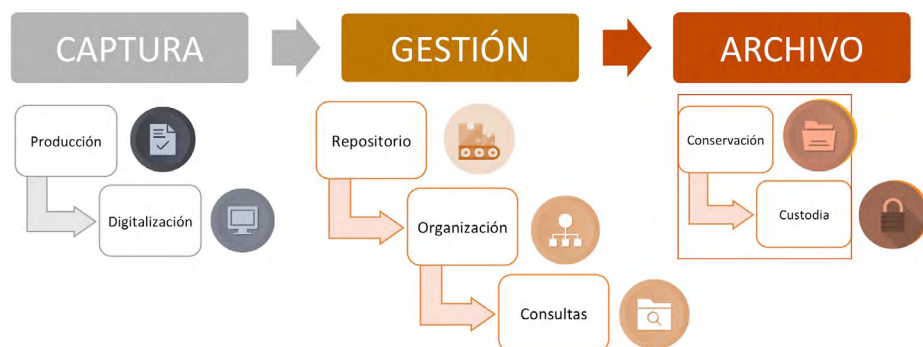 CAPTURA
GESTIÓN
ARCHIVO
Producción
Digitalización
Repositorio
Organización
Consultas
Conservación
Custodia